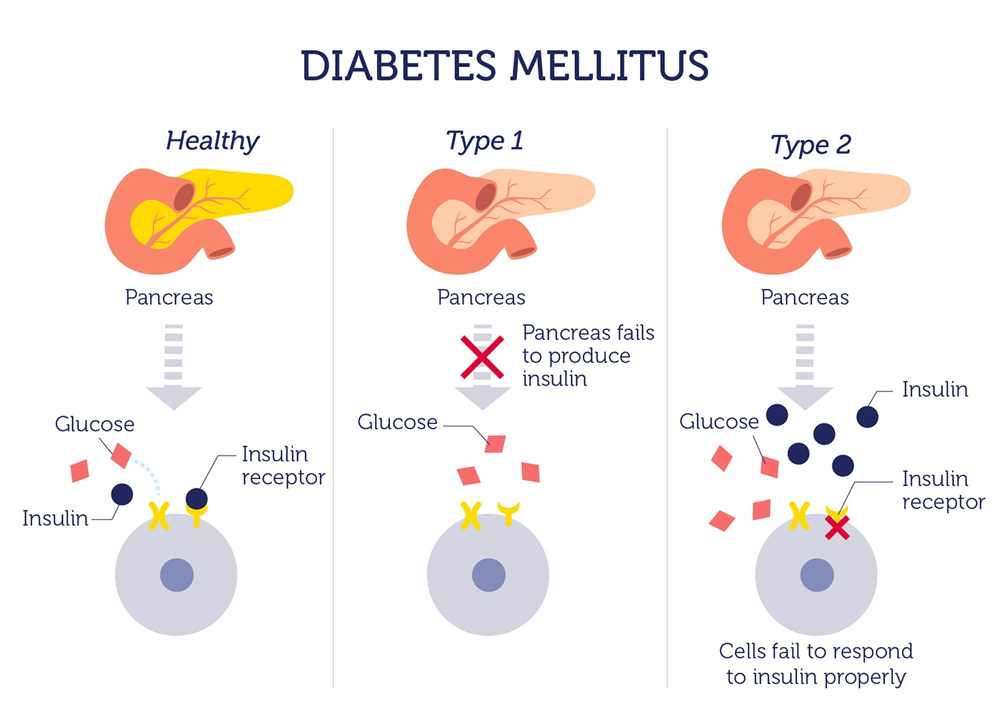 DIABETES MELLITUS
Healthy
Pancreas
Glucose
Insulin
receptor
Insulin
Type 1
Pancreas
Pancreas fails
to produce
insulin
Glucose
Type 2
Pancreas
Insulin
Glucose
Insulin
receptor
Cells fail to respond
to insulin properly